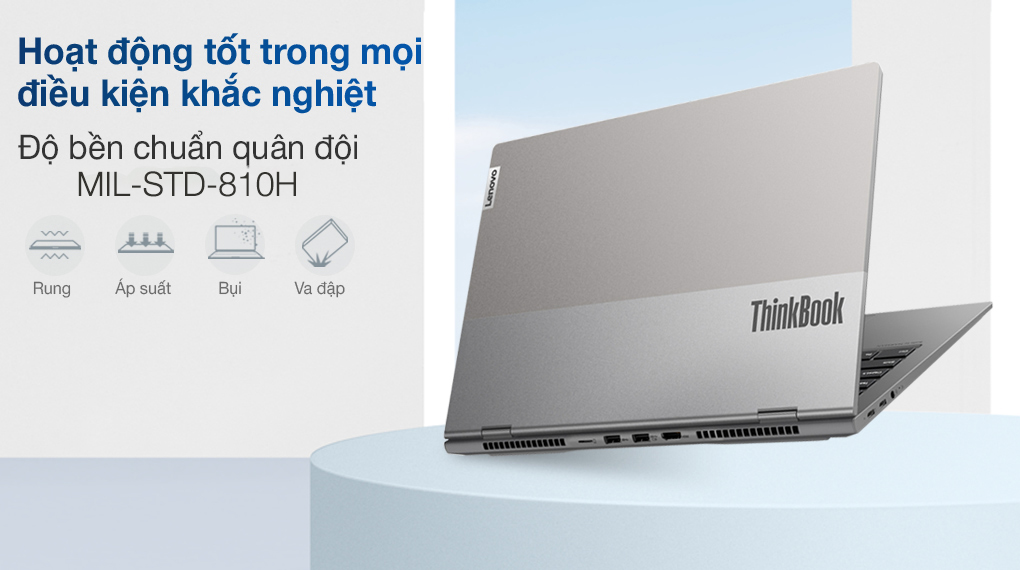 Hoạt động tốt trong mọi
điều kiện khắc nghiệt
Độ bền chuẩn quân đội
MIL-STD-810H
Rung
Áp suất
Bụi
Va đập
Lenovo
ThinkBook